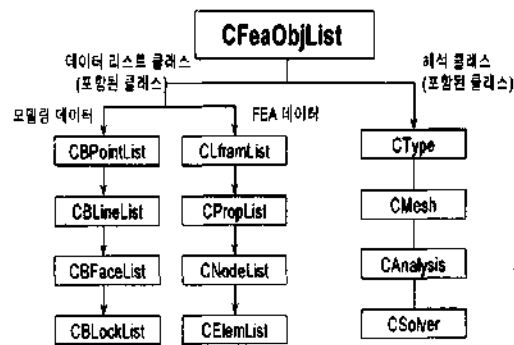 CFeaObjList
데이터 리스트 클래스
(포함된 클래스)
해석 클래스
(포함된 클래스)
모델링 데이터
FEA 데이터
CBPointList
CLframList
CType
CBLineList
CPropList
CMesh
CBFaceList
CNodeList
CAnalysis
CBLockList
CElemList
CSolver